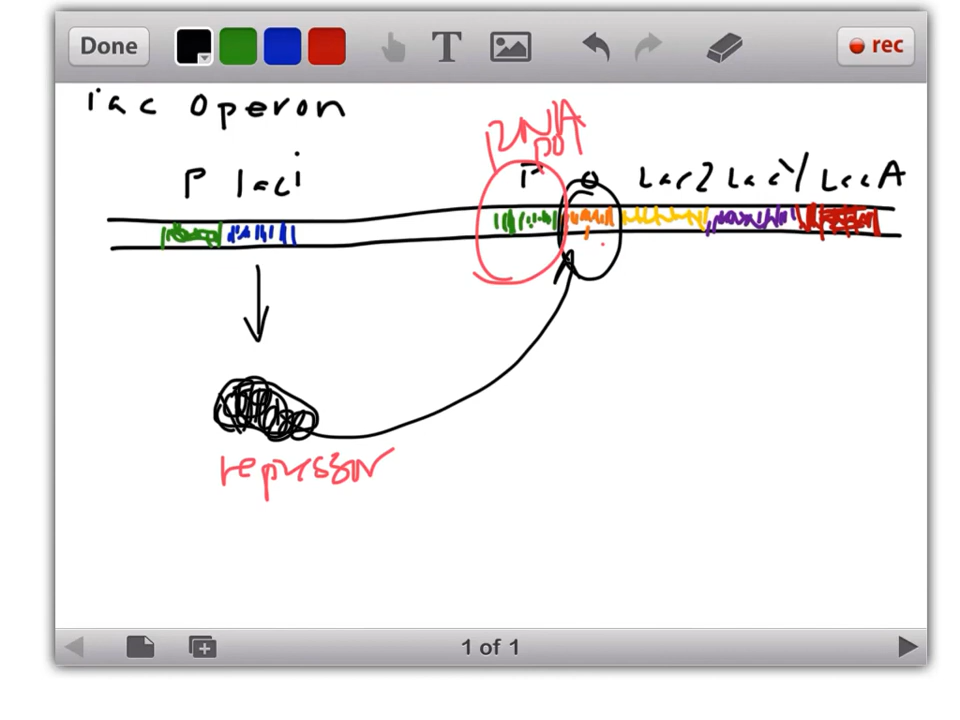 Done T rec
lac Operon
RNA
pol
P laci P O LacZ LacY LacA
repressor
1 of 1